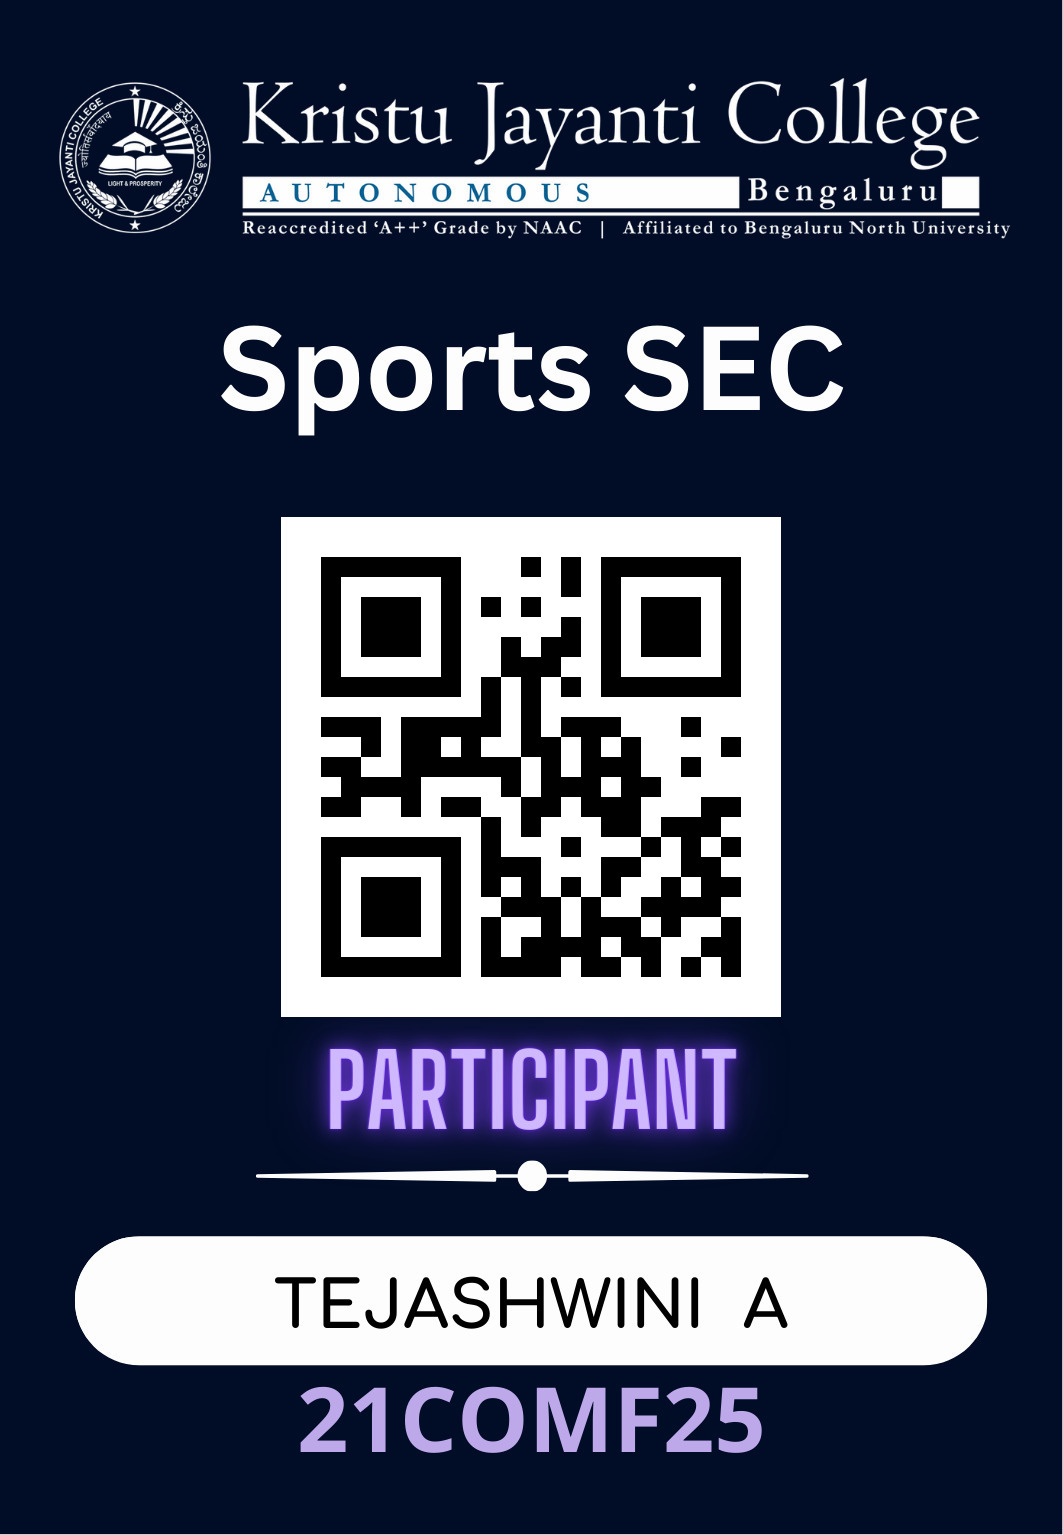 Kristu Jayanti College
AUTONOMOUS Bengaluru
Reaccredited ‘A++’ Grade by NAAC | Affiliated to Bengaluru North University
KRISTU JAYANTI COLLEGE
LIGHT & PROSPERITY
Sports SEC
PARTICIPANT
TEJASHWINI A
21COMF25